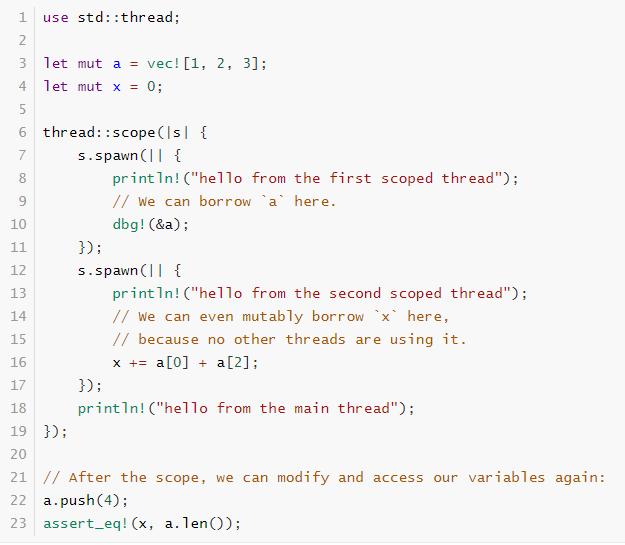 1 use std::thread;
2
3 let mut a = vec![1, 2, 3];
4 let mut x = 0;
5
6 thread::scope(|s| {
7     s.spawn(|| {
8         println!("hello from the first scoped thread");
9         // We can borrow `a` here.
10         dbg!(&a);
11     });
12     s.spawn(|| {
13         println!("hello from the second scoped thread");
14         // We can even mutably borrow `x` here,
15         // because no other threads are using it.
16         x += a[0] + a[2];
17     });
18     println!("hello from the main thread");
19 });
20
21 // After the scope, we can modify and access our variables again:
22 a.push(4);
23 assert_eq!(x, a.len());